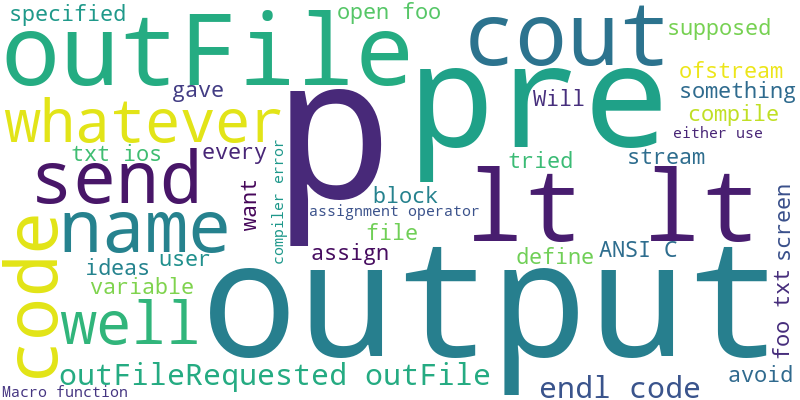 specified
open foo
outFile
cout
supposed
gave
p
pre
Will
ofstream
something
whatever
compile
either use
txt ios
every
tried
stream
send
want
compiler error
block
lt lt
screen
name
assignment operator
file
code
ideas
user
assign
define
ANSI C
variable
output
foo txt
well
outFileRequested outFile
avoid
Macro function
endl code